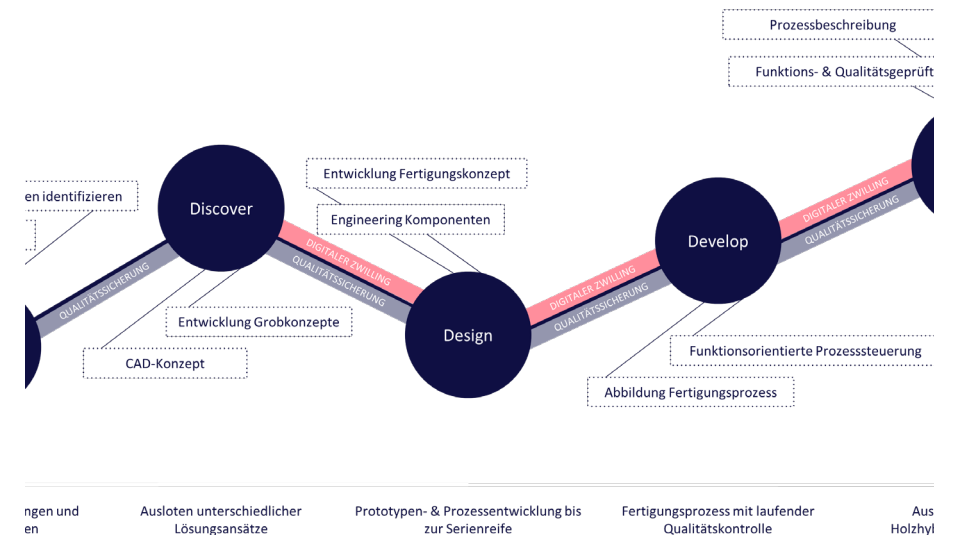 Prozessbeschreibung
Funktions- & Qualitätsgeprüft
Entwicklung Fertigungskonzept
en identifizieren
Discover
Engineering Komponenten
DIGITALER ZWILLING
QUALITÄTSSICHERUNG
Develop
DIGITALER ZWILLING
QUALITÄTSSICHERUNG
QUALITÄTSSICHERUNG
DIGITALER ZWILLING
QUALITÄTSSICHERUNG
Entwicklung Grobkonzepte
Design
CAD-Konzept
Funktionsorientierte Prozesssteuerung
Abbildung Fertigungsprozess
ngen und
en
Ausloten unterschiedlicher
Lösungsansätze
Prototypen- & Prozessentwicklung bis
zur Serienreife
Fertigungsprozess mit laufender
Qualitätskontrolle
Aus
Holzhy